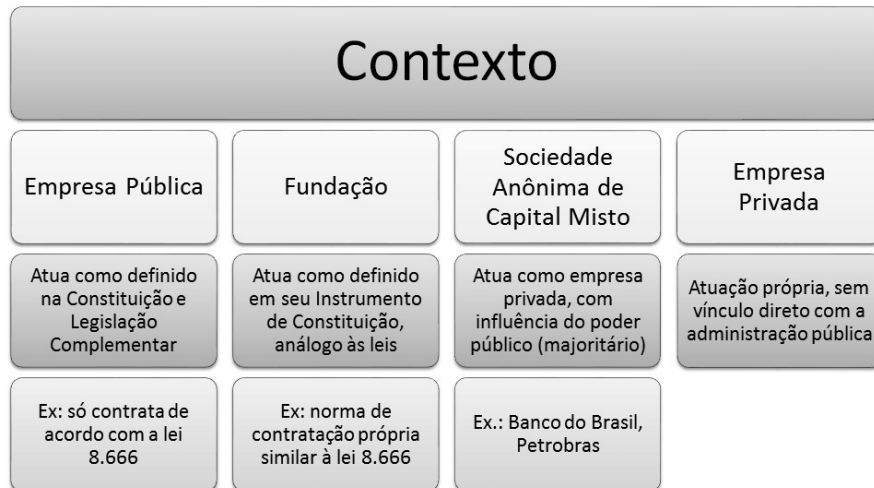 Contexto
Empresa Pública
Fundação
Sociedade
Anônima de
Capital Misto
Empresa
Privada
Atua como definido
na Constituição e
Legislação
Complementar
Atua como definido
em seu Instrumento
de Constituição,
análogo às leis
Atua como empresa
privada, com
influência do poder
público (majoritário)
Atuação própria, sem
vínculo direto com a
administração pública
Ex: só contrata de
acordo com a lei
8.666
Ex: norma de
contratação própria
similar à lei 8.666
Ex.: Banco do Brasil,
Petrobras